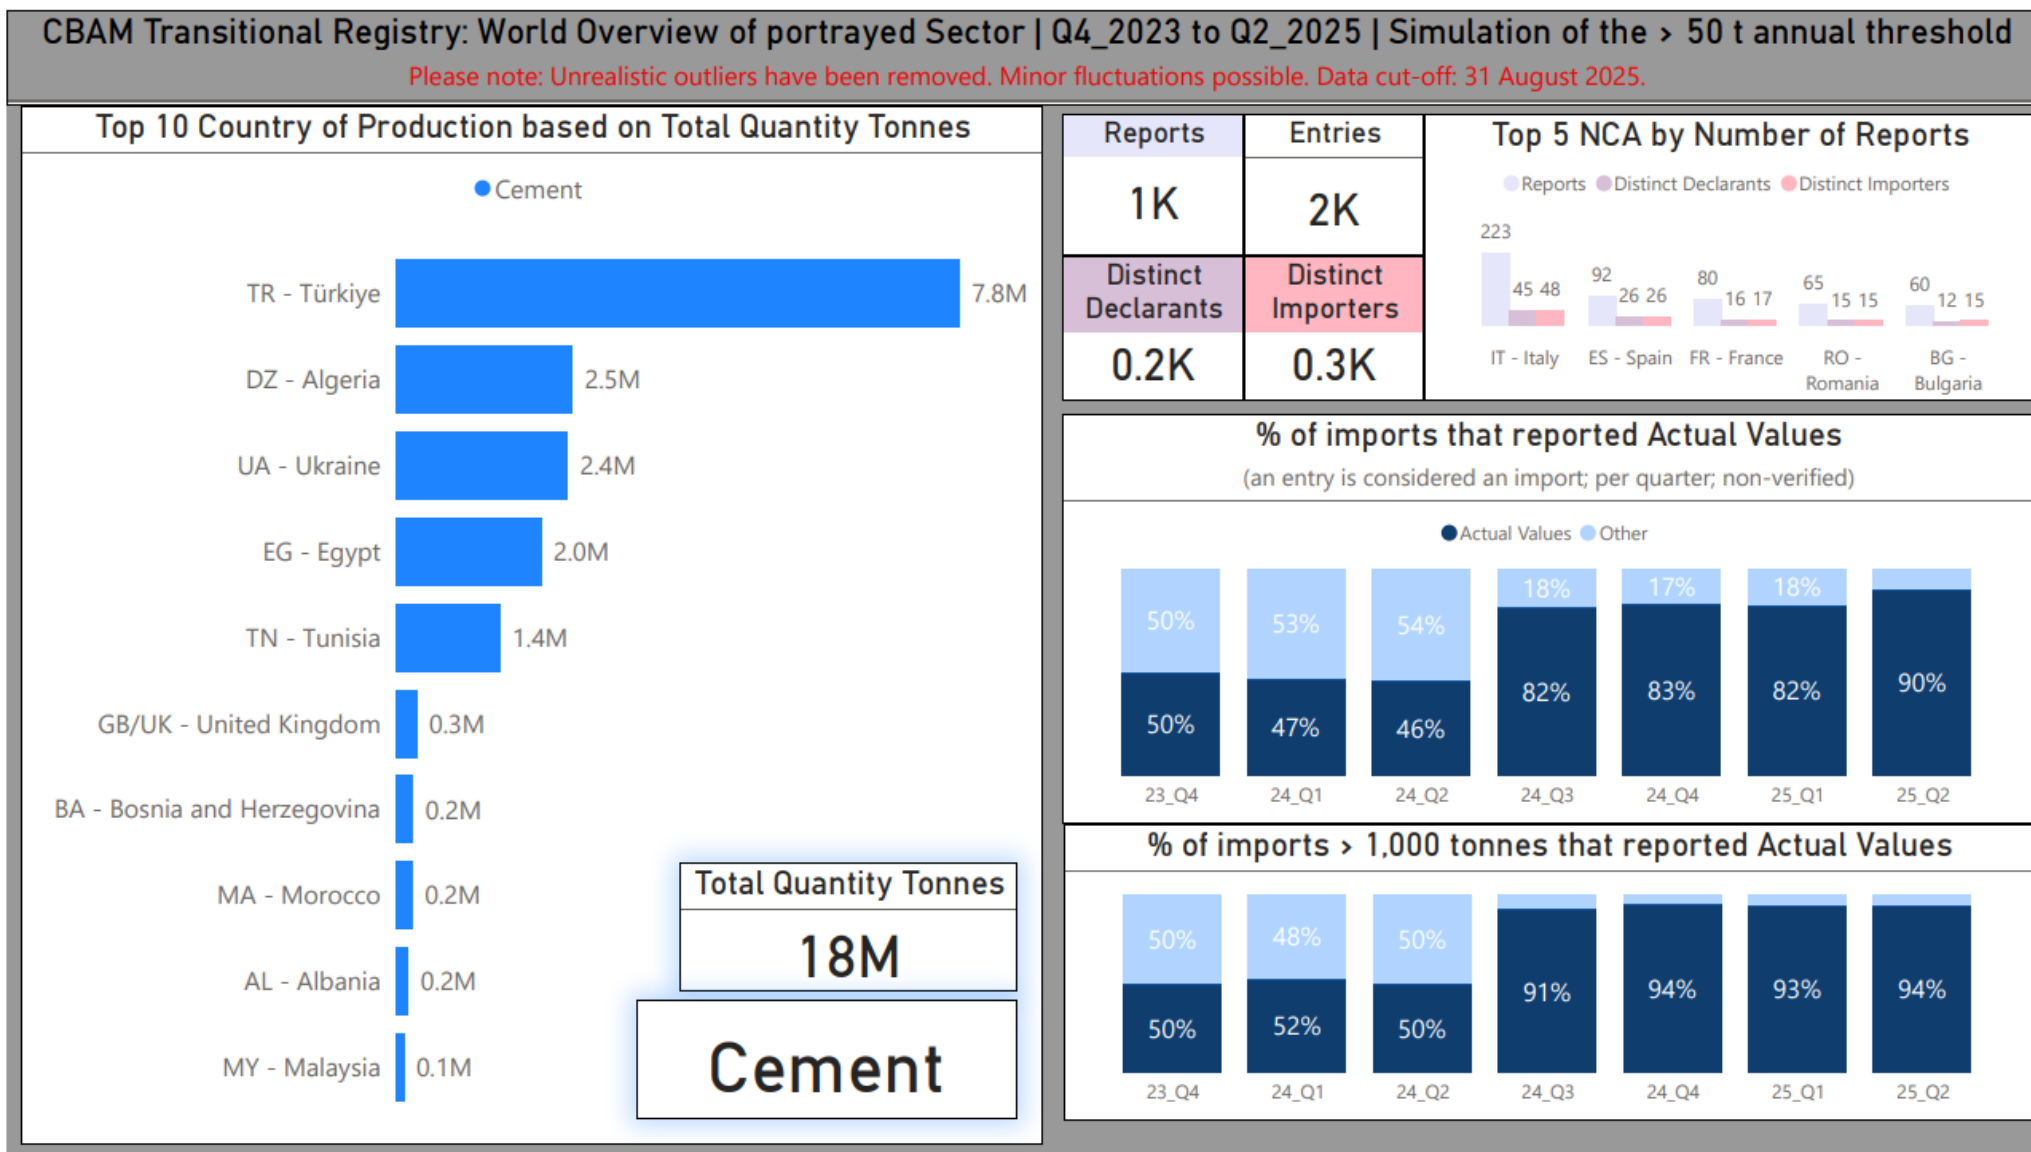 CBAM Transitional Registry: World Overview of portrayed Sector | Q4_2023 to Q2_2025 | Simulation of the > 50 t annual threshold
Please note: Unrealistic outliers have been removed. Minor fluctuations possible. Data cut-off: 31 August 2025.
Top 10 Country of Production based on Total Quantity Tonnes
Cement
TR - Türkiye 7.8M
DZ - Algeria 2.5M
UA - Ukraine 2.4M
EG - Egypt 2.0M
TN - Tunisia 1.4M
GB/UK - United Kingdom 0.3M
BA - Bosnia and Herzegovina 0.2M
MA - Morocco 0.2M
AL - Albania 0.2M
MY - Malaysia 0.1M
Total Quantity Tonnes
18M
Cement
Reports
1K
Entries
2K
Distinct
Declarants
0.2K
Distinct
Importers
0.3K
Top 5 NCA by Number of Reports
Reports Distinct Declarants Distinct Importers
223 45 48
92 26 26
80 16 17
65 15 15
60 12 15
IT - Italy ES - Spain FR - France RO - Romania BG - Bulgaria
% of imports that reported Actual Values
(an entry is considered an import; per quarter; non-verified)
Actual Values Other
50% 53% 54% 18% 17% 18%
50% 47% 46% 82% 83% 82% 90%
23_Q4 24_Q1 24_Q2 24_Q3 24_Q4 25_Q1 25_Q2
% of imports > 1,000 tonnes that reported Actual Values
50% 48% 50%
50% 52% 50% 91% 94% 93% 94%
23_Q4 24_Q1 24_Q2 24_Q3 24_Q4 25_Q1 25_Q2